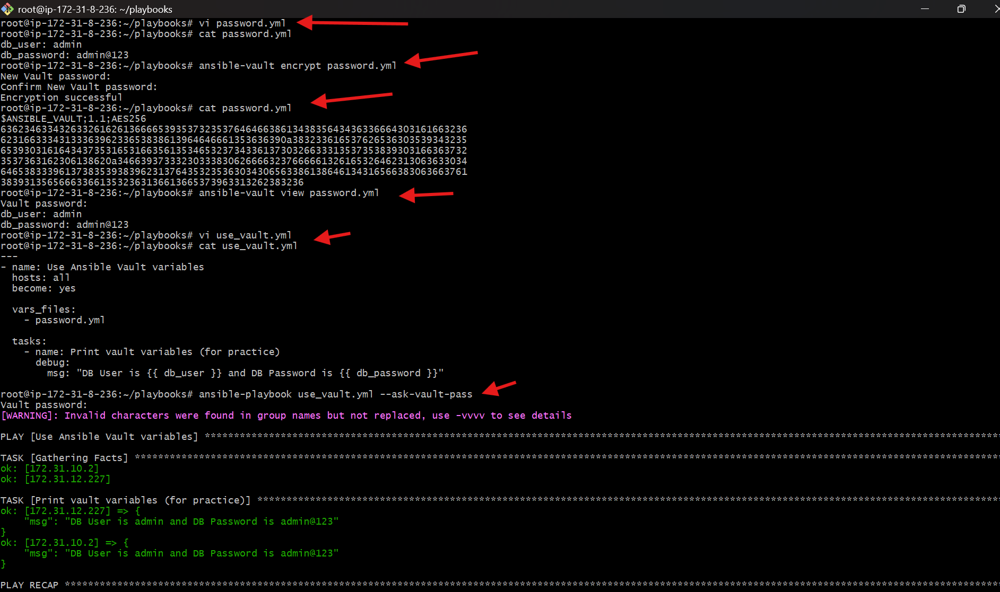 root@ip-172-31-8-236: ~/playbooks
root@ip-172-31-8-236:~/playbooks# vi password.yml
root@ip-172-31-8-236:~/playbooks# cat password.yml
db_user: admin
db_password: admin@123
root@ip-172-31-8-236:~/playbooks# ansible-vault encrypt password.yml
New Vault password:
Confirm New Vault password:
Encryption successful
root@ip-172-31-8-236:~/playbooks# cat password.yml
$ANSIBLE_VAULT;1.1;AES256
root@ip-172-31-8-236:~/playbooks# ansible-vault view password.yml
Vault password:
db_user: admin
db_password: admin@123
root@ip-172-31-8-236:~/playbooks# vi use_vault.yml
root@ip-172-31-8-236:~/playbooks# cat use_vault.yml
---
- name: Use Ansible Vault variables
  hosts: all
  become: yes
  vars_files:
    - password.yml
  tasks:
    - name: Print vault variables (for practice)
      debug:
        msg: "DB User is {{ db_user }} and DB Password is {{ db_password }}"
root@ip-172-31-8-236:~/playbooks# ansible-playbook use_vault.yml --ask-vault-pass
Vault password:
[WARNING]: Invalid characters were found in group names but not replaced, use -vvvv to see details
PLAY [Use Ansible Vault variables] ****************************************************************************************************************************************
TASK [Gathering Facts] ****************************************************************************************************************************************************
ok: [172.31.10.2]
ok: [172.31.12.227]
TASK [Print vault variables (for practice)] *******************************************************************************************************************************
ok: [172.31.12.227] => {
    "msg": "DB User is admin and DB Password is admin@123"
}
ok: [172.31.10.2] => {
    "msg": "DB User is admin and DB Password is admin@123"
}
PLAY RECAP ****************************************************************************************************************************************************************